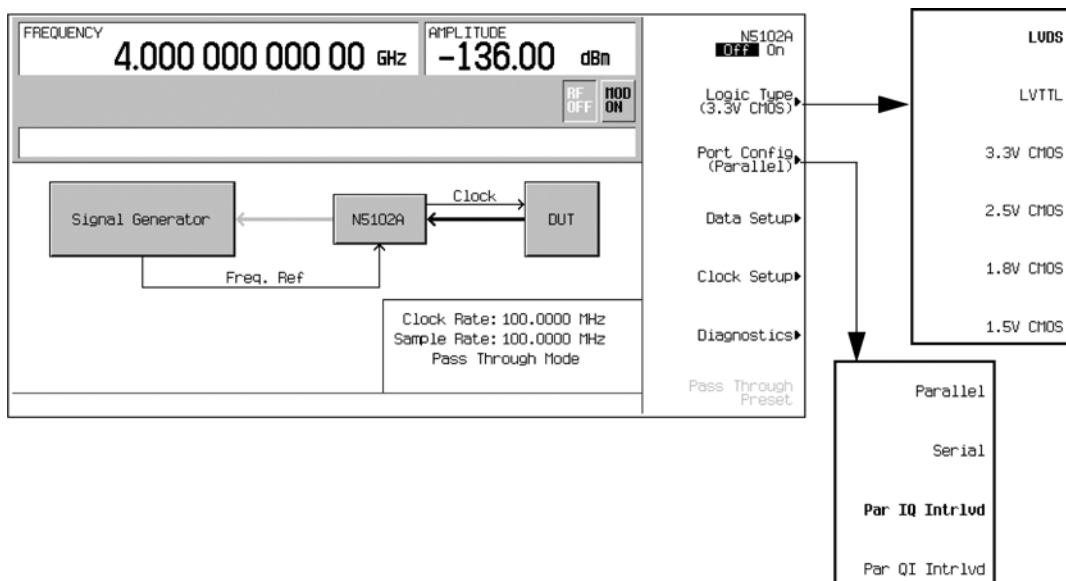 FREQUENCY
4.000 000 000 00 GHz
AMPLITUDE
-136.00 dBm
RF
OFF
MOD
ON
Signal Generator
N5102A
DUT
Clock
Freq. Ref
Clock Rate: 100.0000 MHz
Sample Rate: 100.0000 MHz
Pass Through Mode
N5102A
Off On
Logic Type
(3.3V CMOS)
Port Config
(Parallel)
Data Setup
Clock Setup
Diagnostics
Pass Through
Preset
LVDS
LVTTL
3.3V CMOS
2.5V CMOS
1.8V CMOS
1.5V CMOS
Parallel
Serial
Par IQ Intrlvd
Par QI Intrlvd